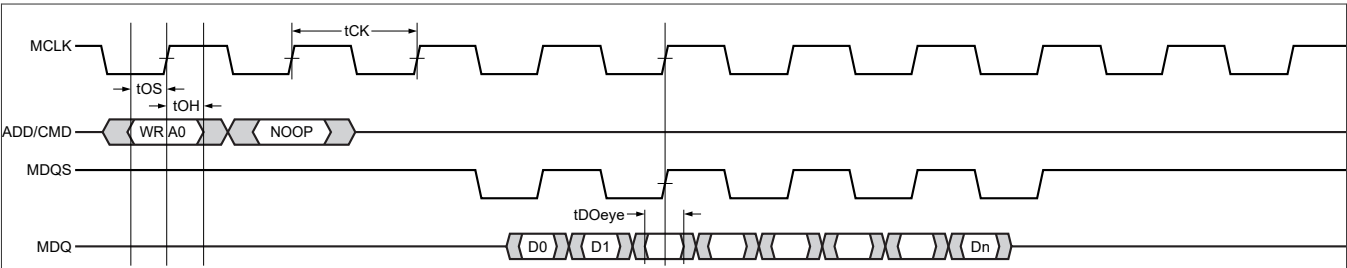 tCK
MCLK
tOS
tOH
ADD/CMD WR A0 NOOP
MDQS
tDOeye
MDQ D0 D1 Dn